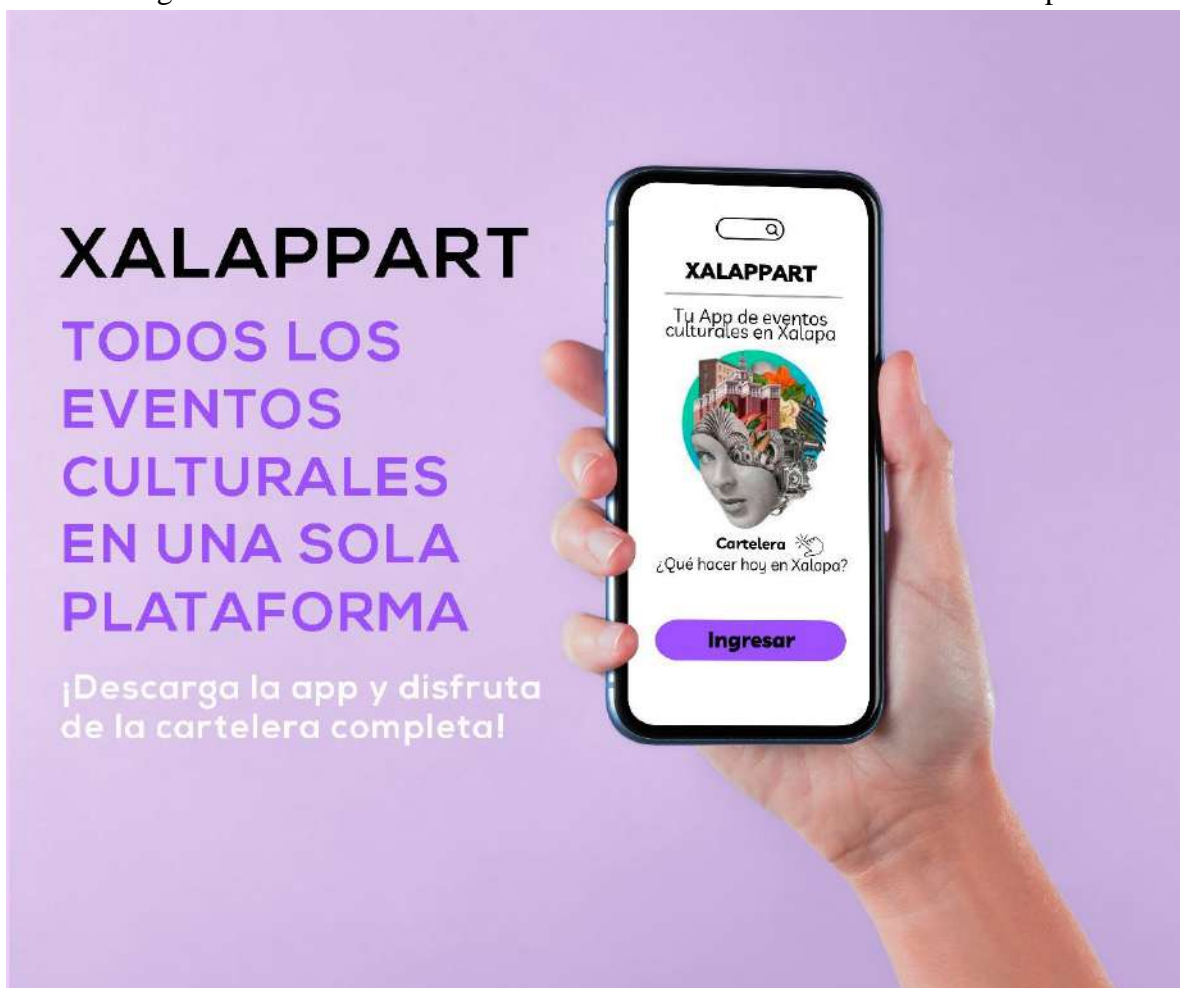 XALAPPART
TODOS LOS
EVENTOS
CULTURALES
EN UNA SOLA
PLATAFORMA
¡Descarga la app y disfruta
de la cartelera completa!
XALAPPART
Tu App de eventos
culturales en Xalapa
Cartelera
¿Qué hacer hoy en Xalapa?
Ingresar